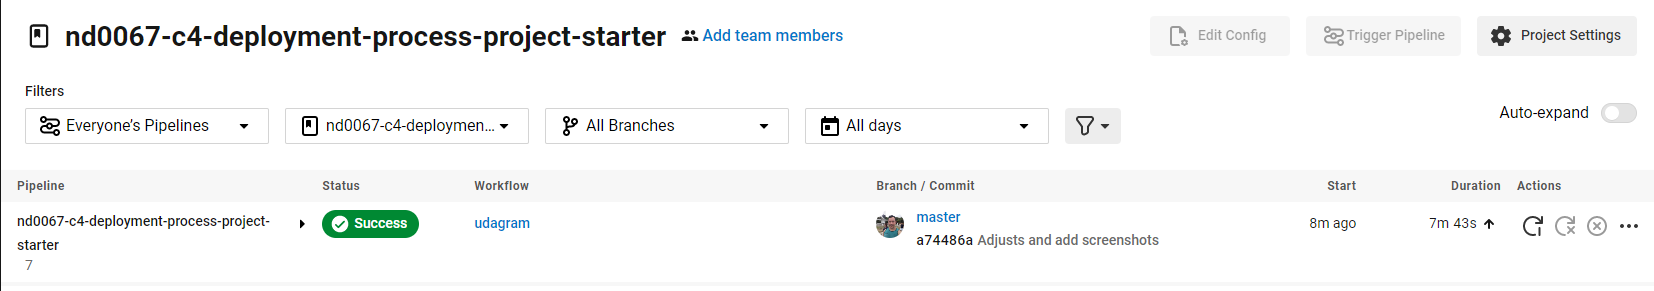 nd0067-c4-deployment-process-project-starter Add team members Edit Config Trigger Pipeline Project Settings
Filters
Everyone’s Pipelines nd0067-c4-deploymen... All Branches All days Auto-expand
Pipeline Status Workflow Branch / Commit Start Duration Actions
nd0067-c4-deployment-process-project- Success udagram master 8m ago 7m 43s
starter a74486a Adjusts and add screenshots
7